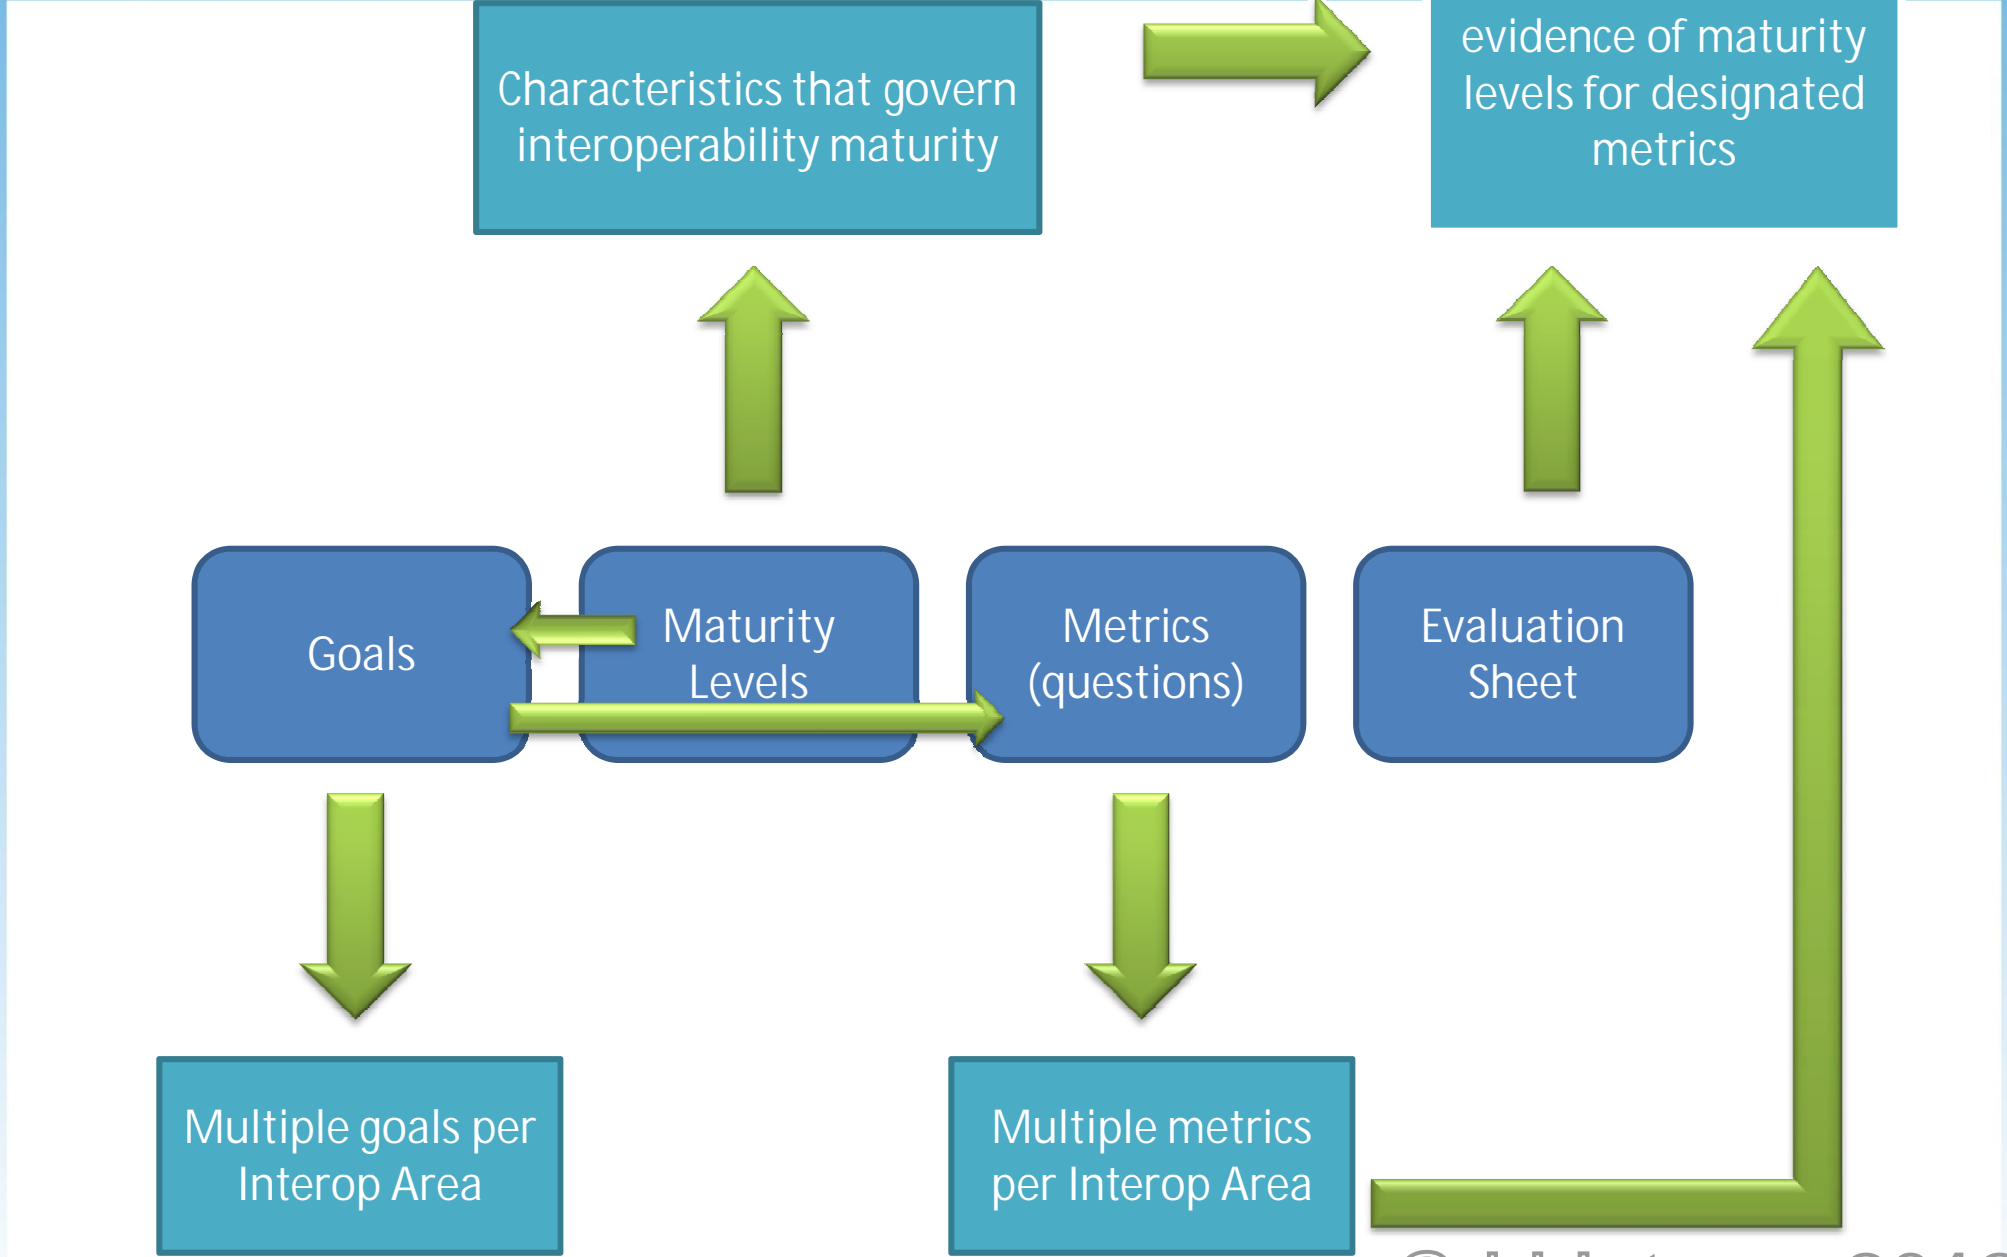 Characteristics that govern
interoperability maturity
evidence of maturity
levels for designated
metrics
Goals
Maturity
Levels
Metrics
(questions)
Evaluation
Sheet
Multiple goals per
Interop Area
Multiple metrics
per Interop Area